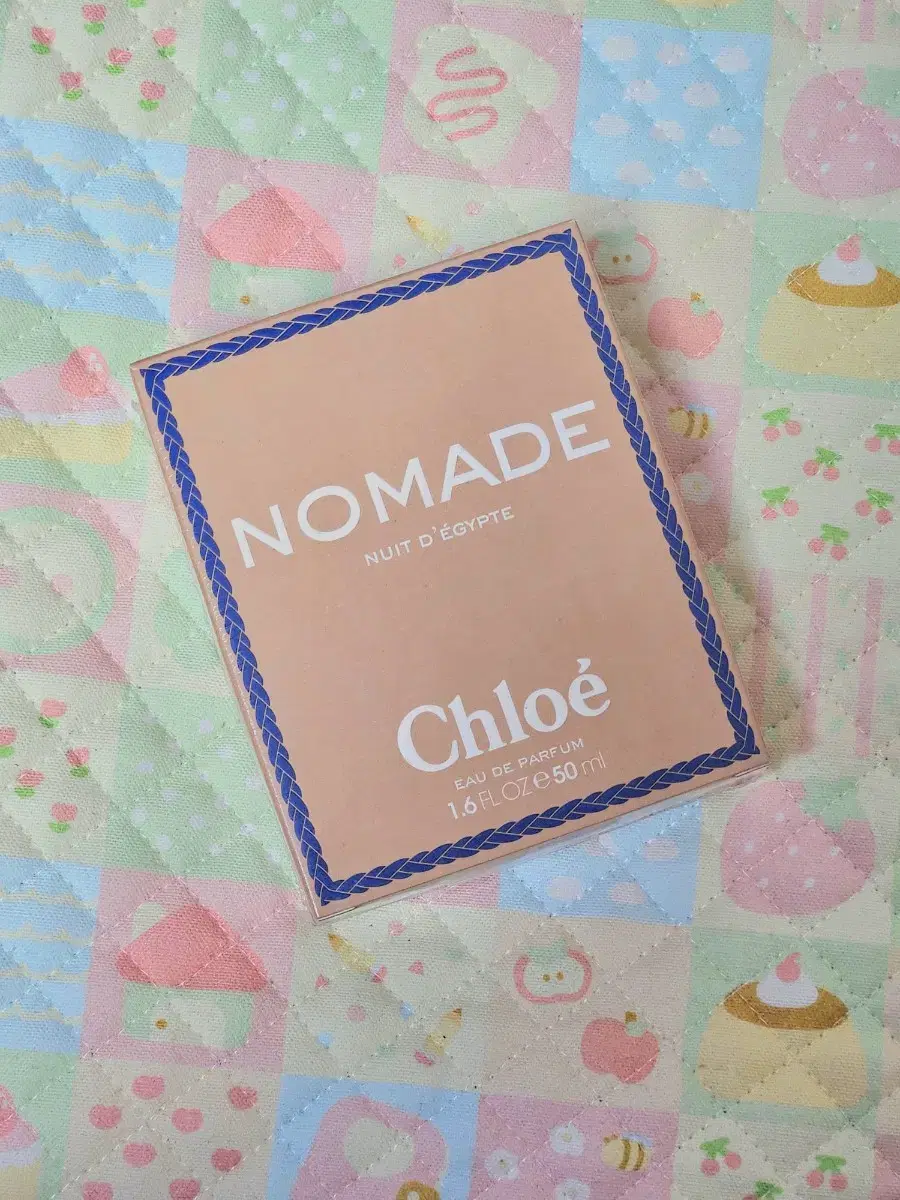 NOMADE
NUIT D'ÉGYPTE
Chloé
EAU DE PARFUM
1.6 FL OZ e 50 ml